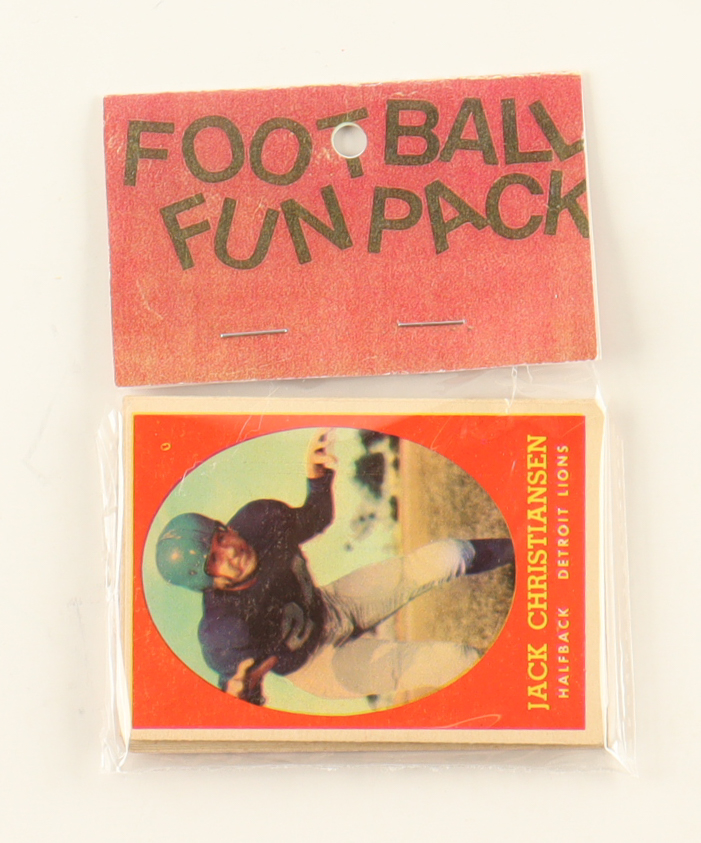 FOOTBALL
FUN PACK
JACK CHRISTIANSEN
HALFBACK DETROIT LIONS